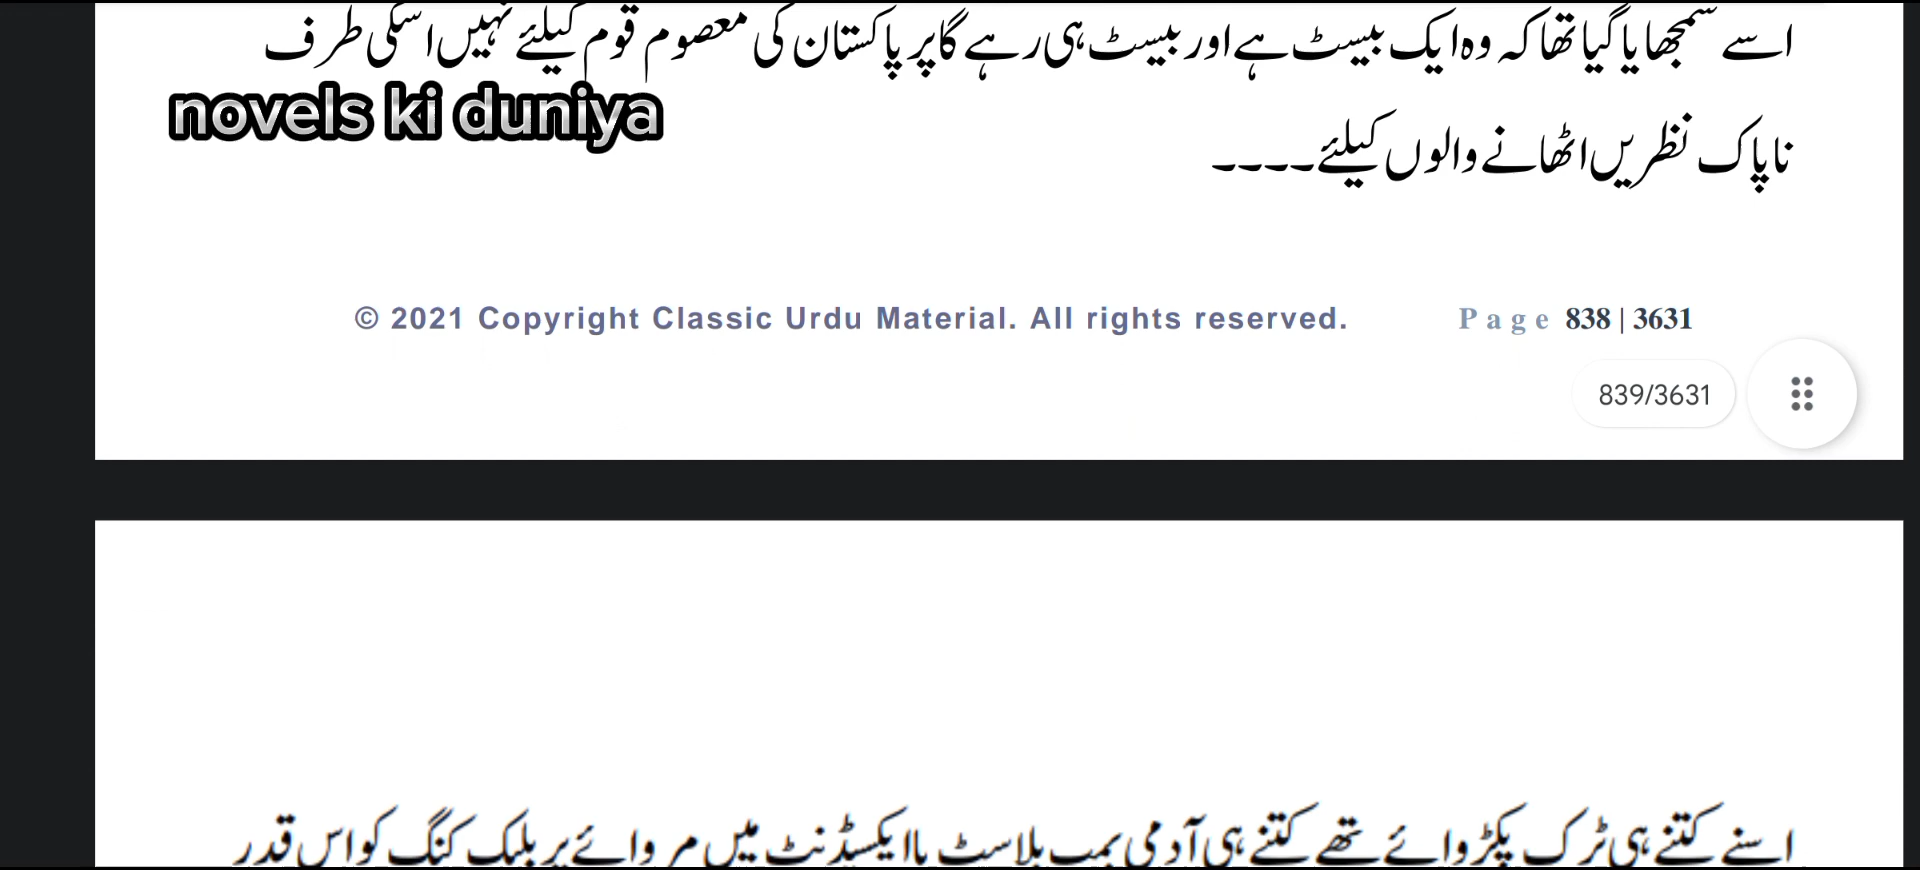 اسے سمجھایا گیا تھا کہ وہ ایک بیسٹ ہے اور بیسٹ ہی رہے گا پر پاکستان کی معصوم قوم کیلئے نہیں اسکی طرف
novels ki duniya
ناپاک نظریں اٹھانے والوں کیلئے۔۔۔۔
© 2021 Copyright Classic Urdu Material. All rights reserved. Page 838 | 3631
839/3631
اسنے کتنے ہی ٹرک پکڑوائے تھے کتنے ہی آدمی بمب بلاسٹ یا ایکسیڈنٹ میں مروائے پر بلیک کنگ کو اس قدر